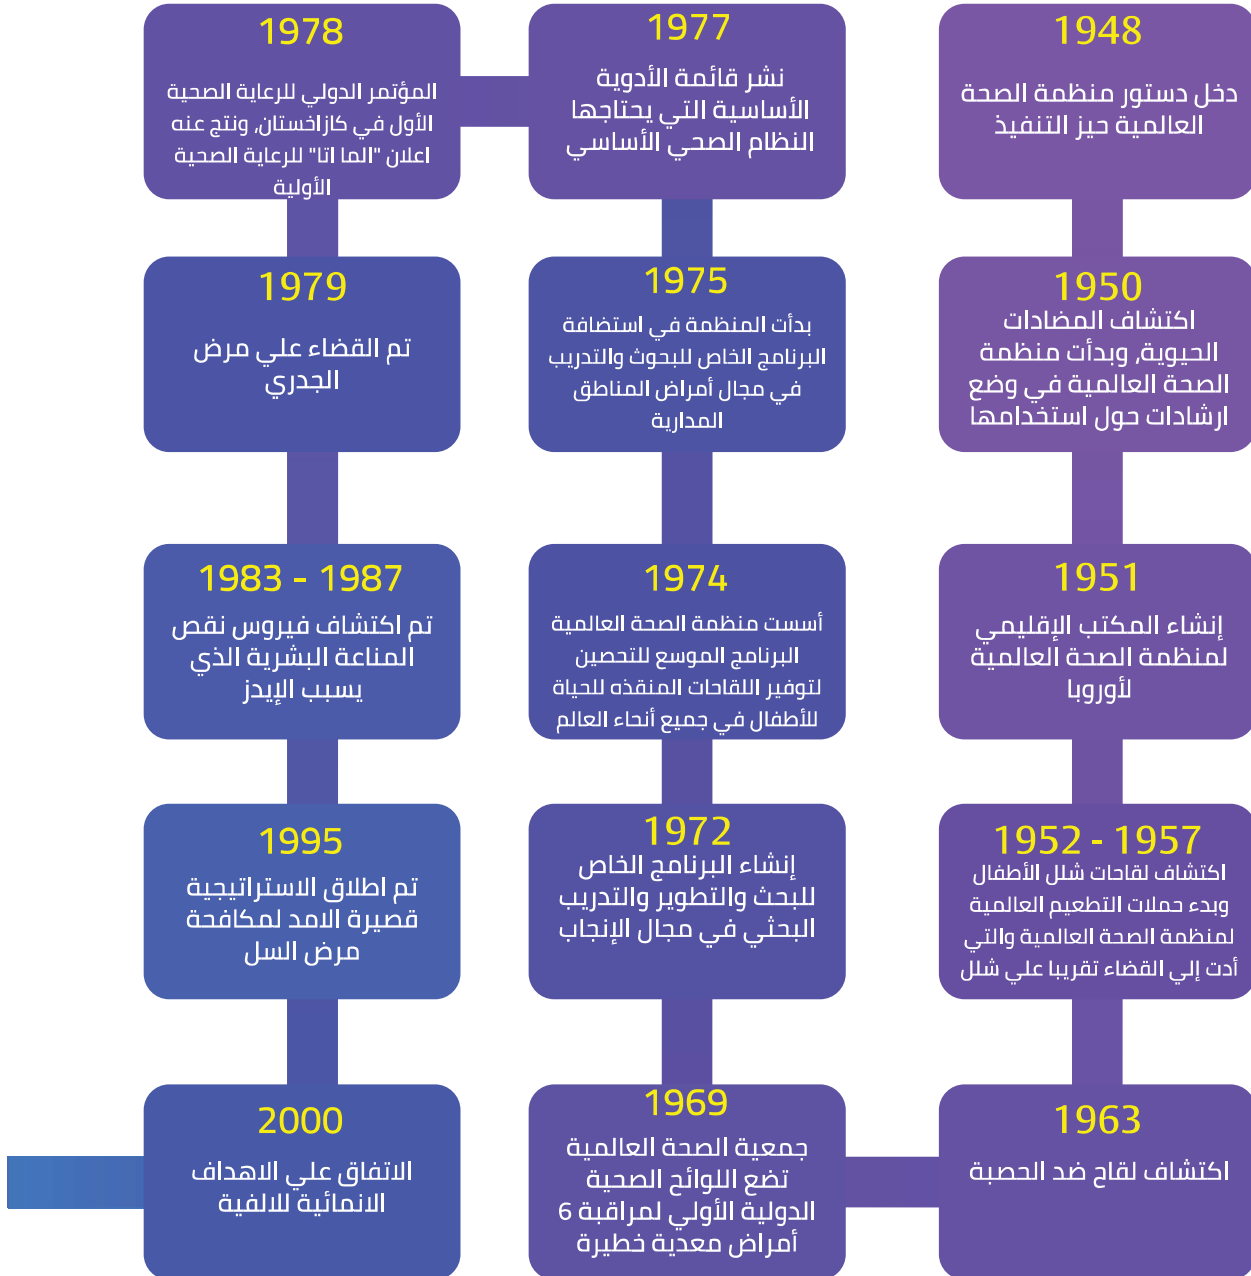 1948
دخل دستور منظمة الصحة
العالمية حيز التنفيذ
1950
اكتشاف المضادات
الحيوية، وبدأت منظمة
الصحة العالمية في وضع
ارشادات حول استخدامها
1951
إنشاء المكتب الإقليمي
لمنظمة الصحة العالمية
لأوروبا
1952 - 1957
اكتشاف لقاحات شلل الأطفال
وبدء حملات التطعيم العالمية
لمنظمة الصحة العالمية والتي
أدت إلي القضاء تقريبا علي شلل
1963
اكتشاف لقاح ضد الحصبة
1969
جمعية الصحة العالمية
تضع اللوائح الصحية
الدولية الأولي لمراقبة 6
أمراض معدية خطيرة
1972
إنشاء البرنامج الخاص
للبحث والتطوير والتدريب
البحثي في مجال الإنجاب
1974
أسست منظمة الصحة العالمية
البرنامج الموسع للتحصين
لتوفير اللقاحات المنقذه للحياة
للأطفال في جميع أنحاء العالم
1975
بدأت المنظمة في استضافة
البرنامج الخاص للبحوث والتدريب
في مجال أمراض المناطق
المدارية
1977
نشر قائمة الأدوية
الأساسية التي يحتاجها
النظام الصحي الأساسي
1978
المؤتمر الدولي للرعاية الصحية
الأول في كازاخستان، ونتج عنه
اعلان "الما اتا" للرعاية الصحية
الأولية
1979
تم القضاء علي مرض
الجدري
1983 - 1987
تم اكتشاف فيروس نقص
المناعة البشرية الذي
يسبب الإيدز
1995
تم اطلاق الاستراتيجية
قصيرة الامد لمكافحة
مرض السل
2000
الاتفاق علي الاهداف
الانمائية للالفية